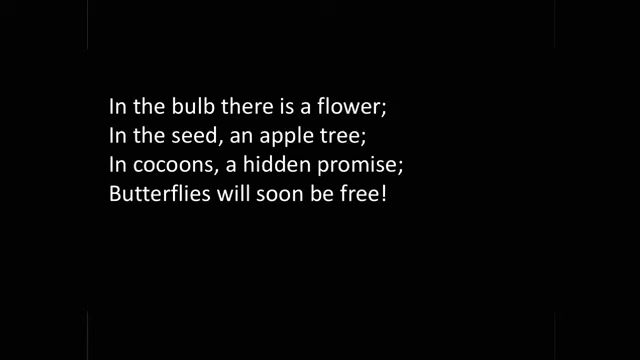 In the bulb there is a flower;
In the seed, an apple tree;
In cocoons, a hidden promise;
Butterflies will soon be free!